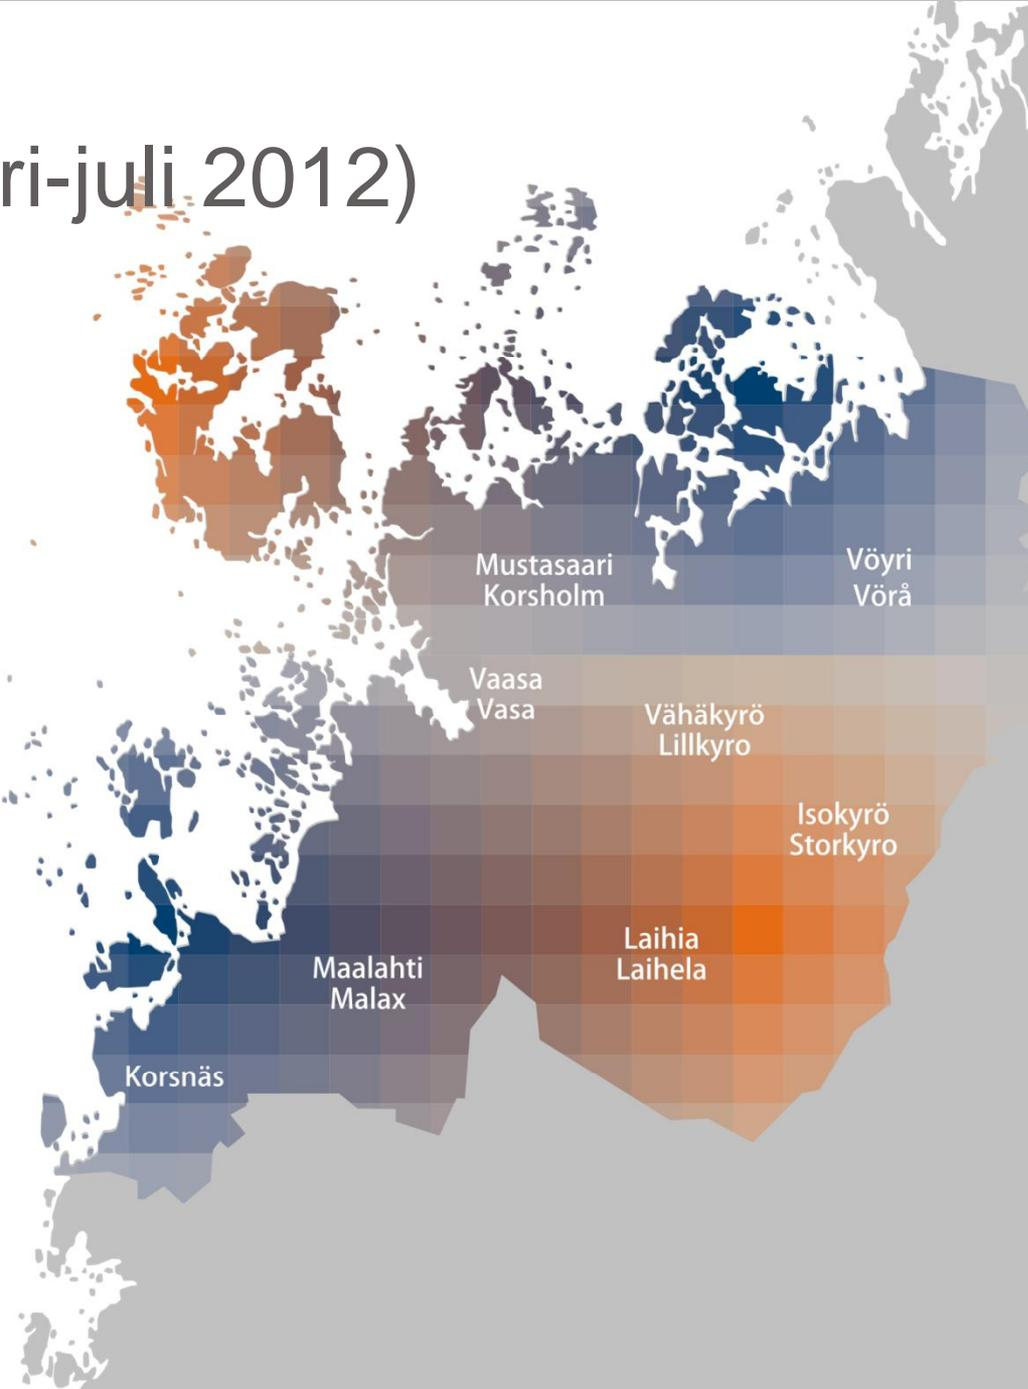 ri-juli 2012)
Mustasaari
Korsholm
Vöyri
Vörå
Vaasa
Vasa
Vähäkyrö
Lillkyro
Isokyrö
Storkyro
Laihia
Laihela
Maalahti
Malax
Korsnäs